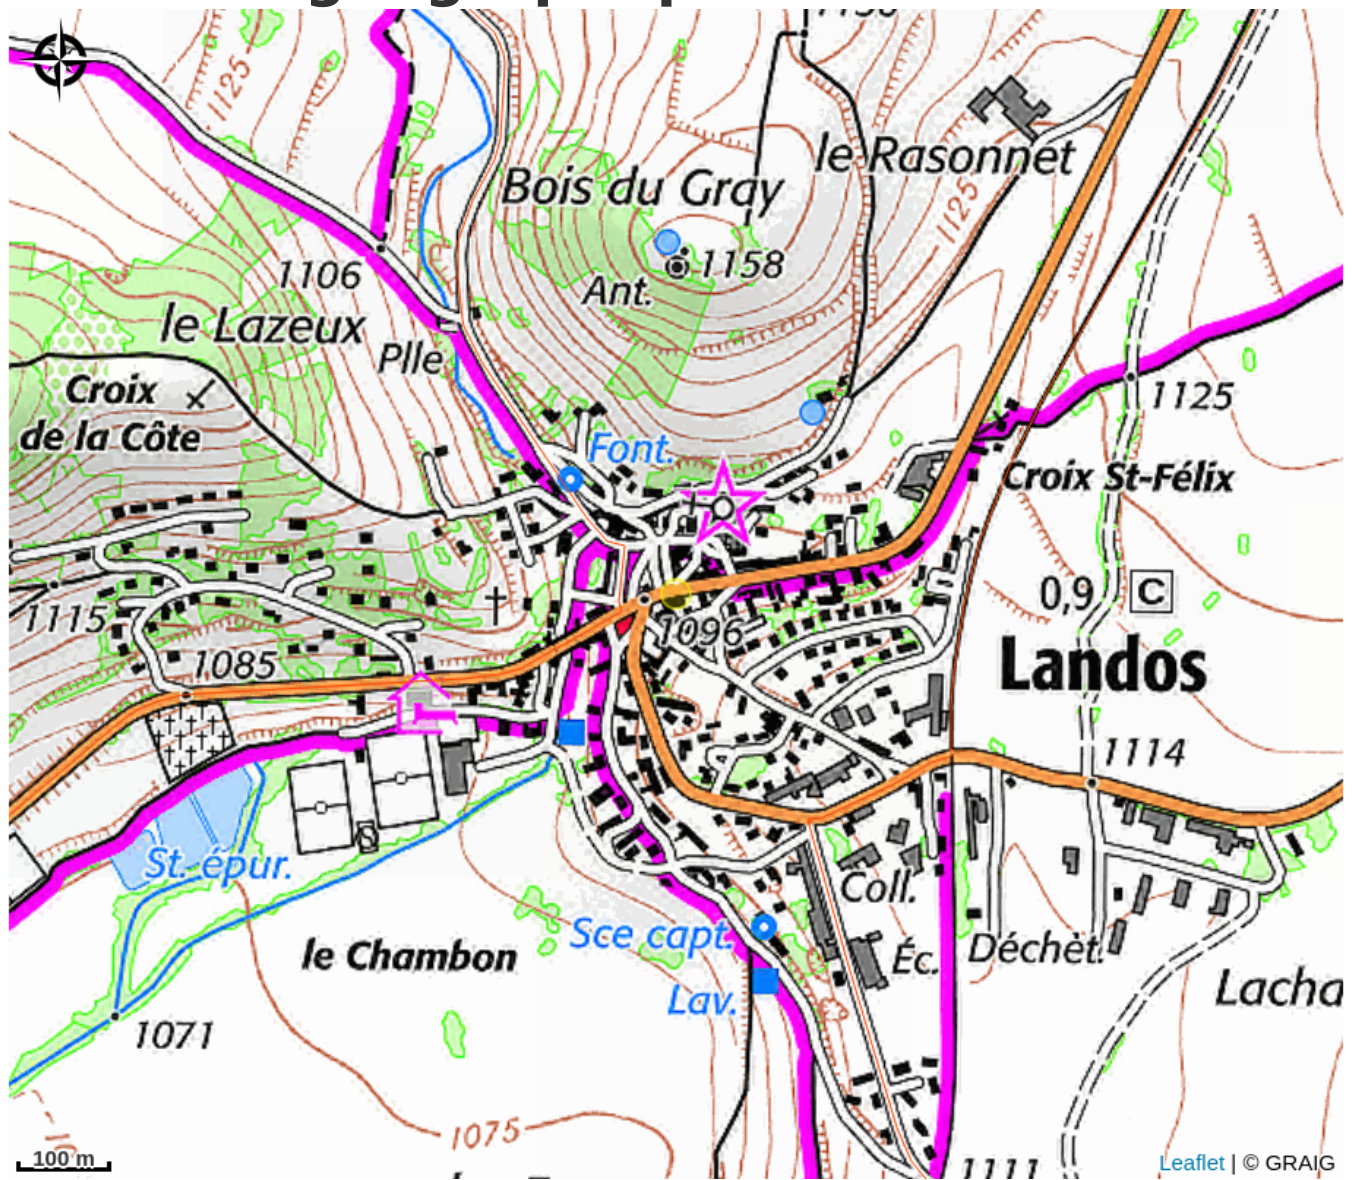 1125
le Rasonnet
Bois du Gray
1125
1106
1158
Ant.
le Lazeux
Plle
Croix
de la Côte
1125
Font.
Croix St-Félix
0,9 C
1115
1096
Landos
1085
1114
St. épur.
Coll.
Sce capt.
le Chambon
Éc.
Déchèt.
Lav.
Lacha
1071
1075
100 m
1111
Leaflet | © GRAIG